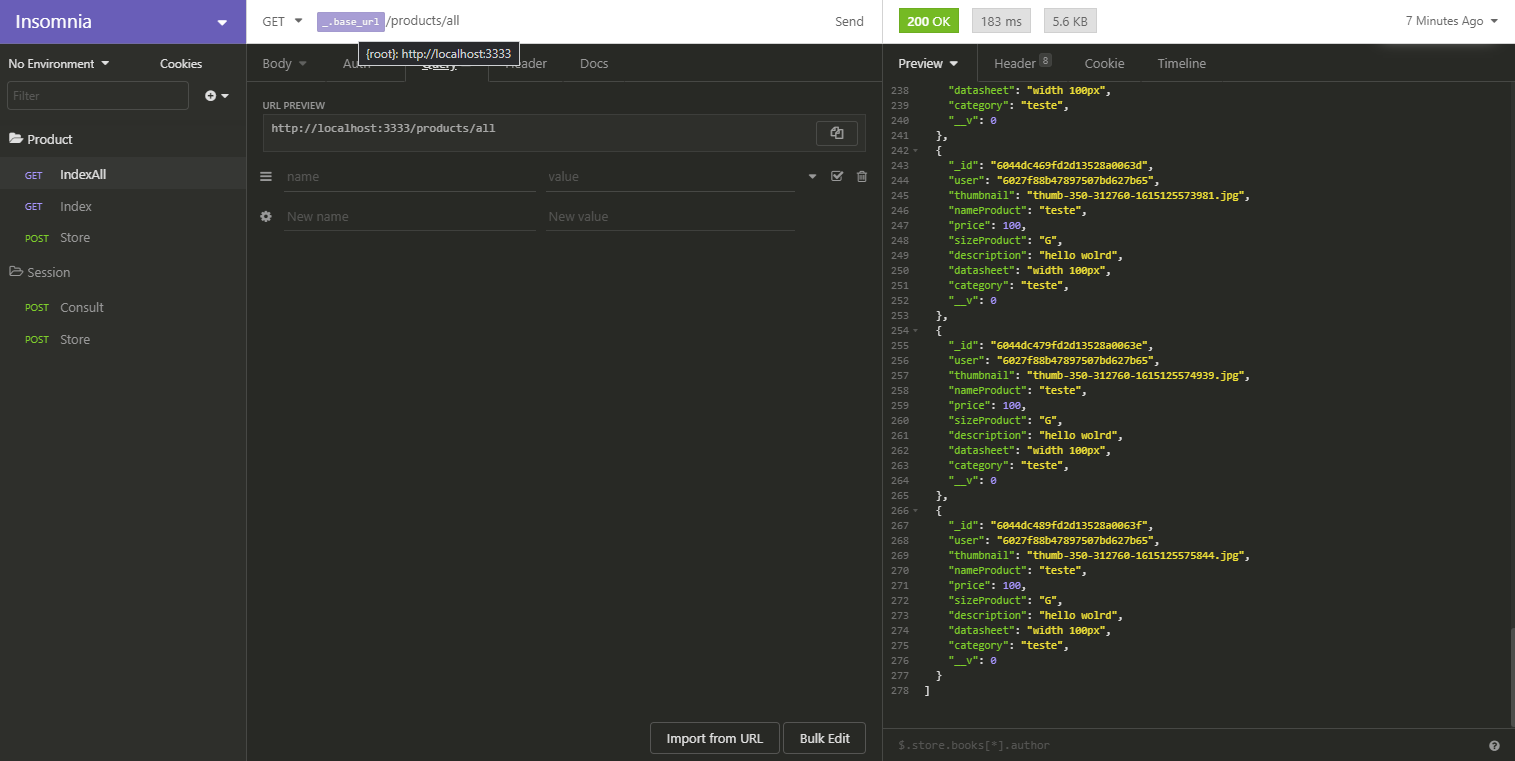 Insomnia
GET _.base_url/products/all Send
200 OK 183 ms 5.6 KB 7 Minutes Ago
{root}: http://localhost:3333
No Environment Cookies
Filter
Product
GET IndexAll
GET Index
POST Store
Session
POST Consult
POST Store
Body Auth Query Header Docs
URL PREVIEW
http://localhost:3333/products/all
name value
New name New value
Import from URL Bulk Edit
Preview Header 8 Cookie Timeline
238 "datasheet": "width 100px",
239 "category": "teste",
240 "__v": 0
241 },
242 {
243 "_id": "6044dc469fd2d13528a0063d",
244 "user": "6027f88b47897507bd627b65",
245 "thumbnail": "thumb-350-312760-1615125573981.jpg",
246 "nameProduct": "teste",
247 "price": 100,
248 "sizeProduct": "G",
249 "description": "hello wolrd",
250 "datasheet": "width 100px",
251 "category": "teste",
252 "__v": 0
253 },
254 {
255 "_id": "6044dc479fd2d13528a0063e",
256 "user": "6027f88b47897507bd627b65",
257 "thumbnail": "thumb-350-312760-1615125574939.jpg",
258 "nameProduct": "teste",
259 "price": 100,
260 "sizeProduct": "G",
261 "description": "hello wolrd",
262 "datasheet": "width 100px",
263 "category": "teste",
264 "__v": 0
265 },
266 {
267 "_id": "6044dc489fd2d13528a0063f",
268 "user": "6027f88b47897507bd627b65",
269 "thumbnail": "thumb-350-312760-1615125575844.jpg",
270 "nameProduct": "teste",
271 "price": 100,
272 "sizeProduct": "G",
273 "description": "hello wolrd",
274 "datasheet": "width 100px",
275 "category": "teste",
276 "__v": 0
277 }
278 ]
$.store.books[*].author